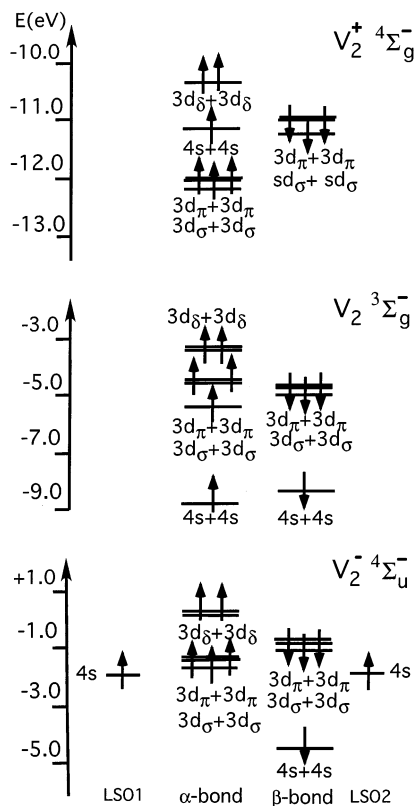 E(eV)
V₂⁺ ⁴Σg⁻
-10.0
3dδ+3dδ
-11.0
4s+4s
3dπ+3dπ
sdσ+ sdσ
-12.0
3dπ+3dπ
3dσ+3dσ
-13.0
V₂ ³Σg⁻
3dδ+3dδ
-3.0
-5.0
3dπ+3dπ
3dσ+3dσ
3dπ+3dπ
3dσ+3dσ
-7.0
-9.0
4s+4s
4s+4s
V₂⁻ ⁴Σu⁻
+1.0
3dδ+3dδ
-1.0
4s
4s
3dπ+3dπ
3dσ+3dσ
3dπ+3dπ
3dσ+3dσ
-3.0
-5.0
4s+4s
LSO1 α-bond β-bond LSO2